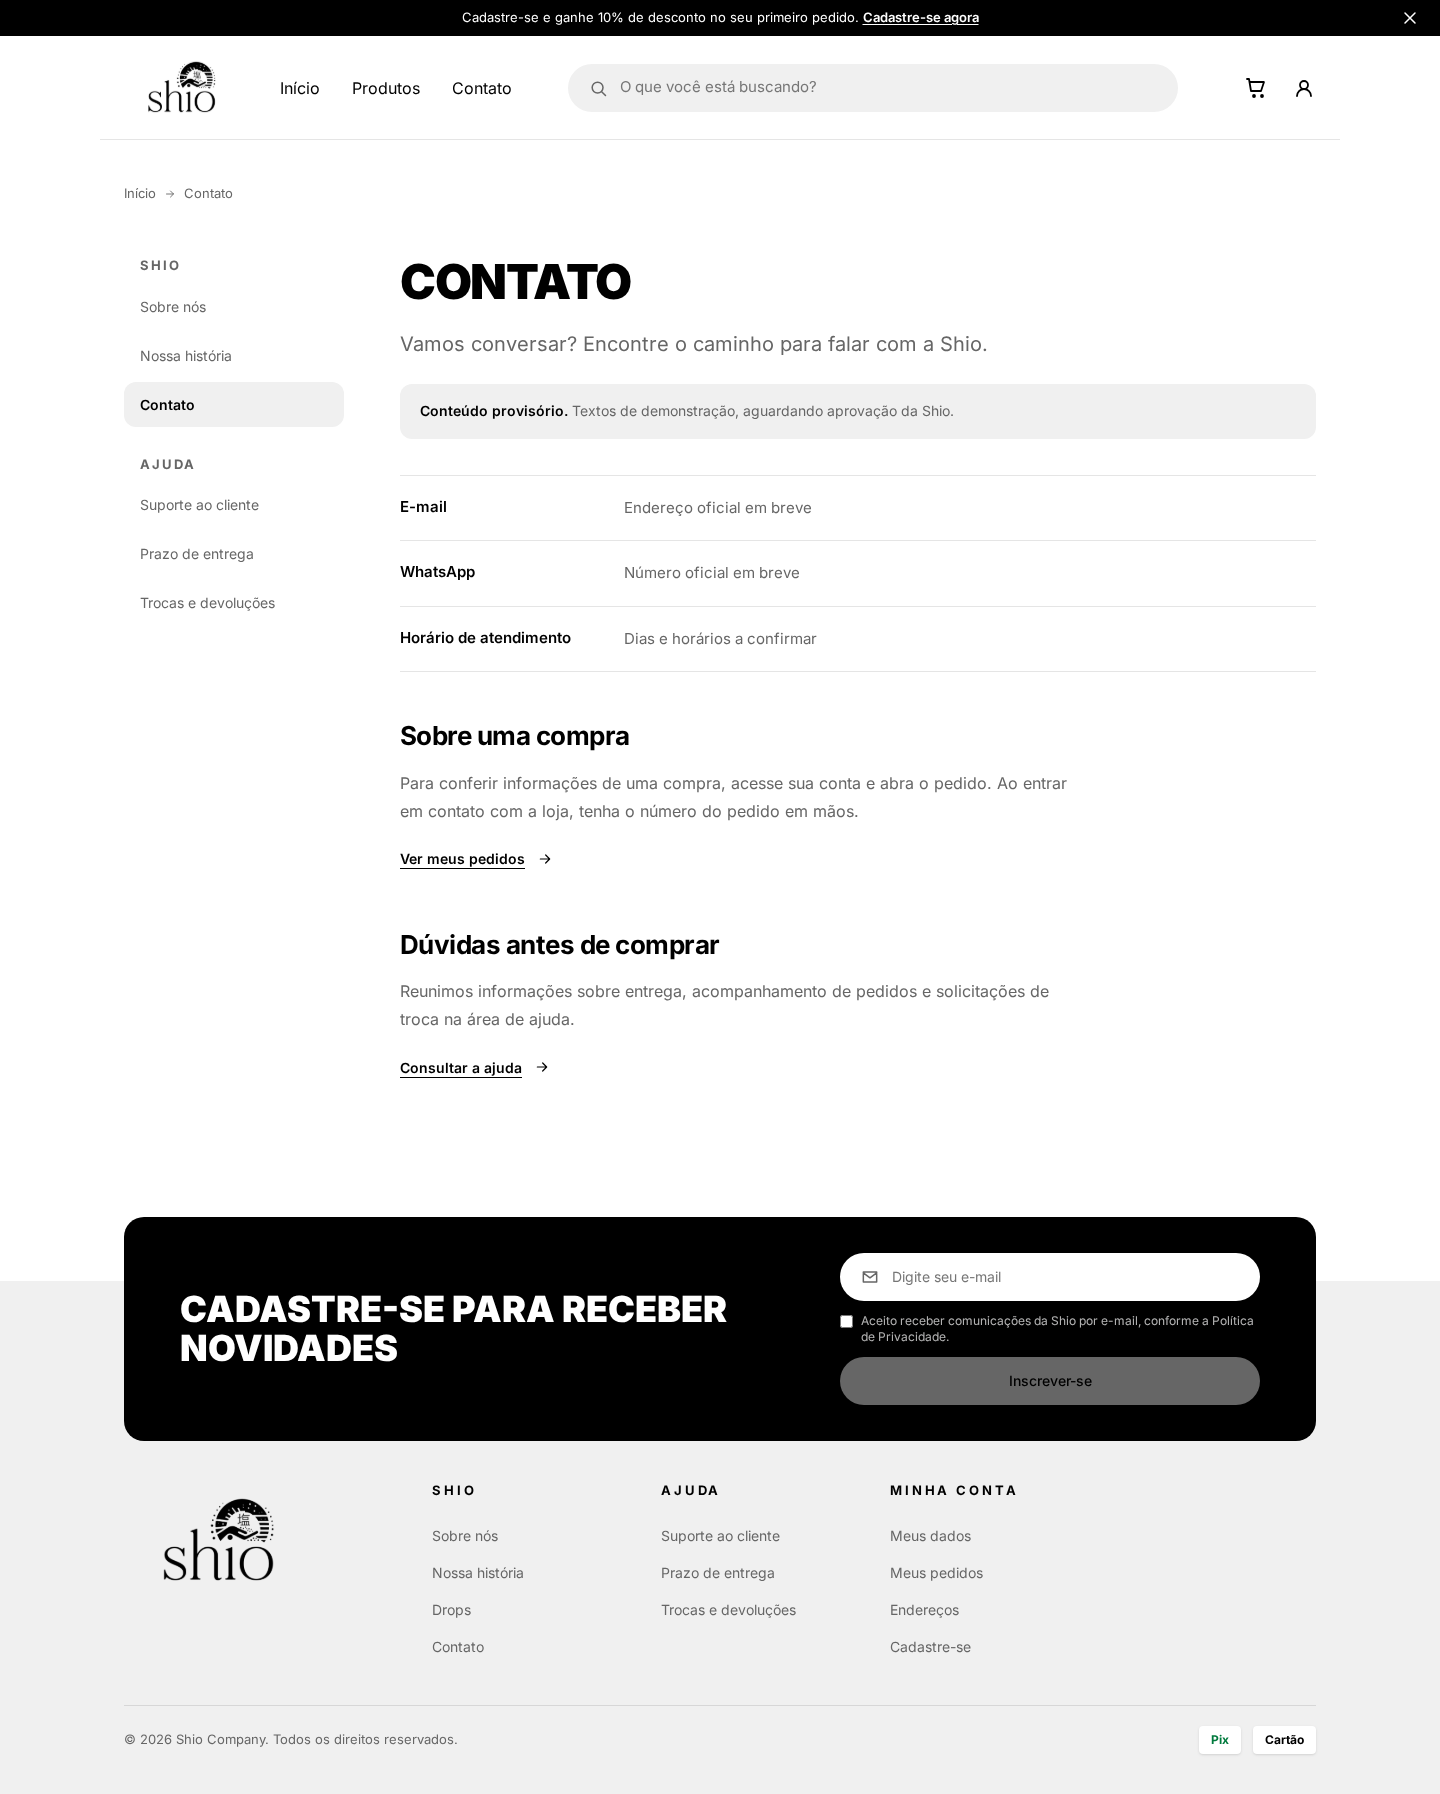 Cadastre-se e ganhe 10% de desconto no seu primeiro pedido. Cadastre-se agora
shio
Início
Produtos
Contato
O que você está buscando?
Início → Contato
SHIO
Sobre nós
Nossa história
Contato
AJUDA
Suporte ao cliente
Prazo de entrega
Trocas e devoluções
CONTATO
Vamos conversar? Encontre o caminho para falar com a Shio.
Conteúdo provisório. Textos de demonstração, aguardando aprovação da Shio.
E-mail
Endereço oficial em breve
WhatsApp
Número oficial em breve
Horário de atendimento
Dias e horários a confirmar
Sobre uma compra
Para conferir informações de uma compra, acesse sua conta e abra o pedido. Ao entrar
em contato com a loja, tenha o número do pedido em mãos.
Ver meus pedidos →
Dúvidas antes de comprar
Reunimos informações sobre entrega, acompanhamento de pedidos e solicitações de
troca na área de ajuda.
Consultar a ajuda →
CADASTRE-SE PARA RECEBER
NOVIDADES
Digite seu e-mail
Aceito receber comunicações da Shio por e-mail, conforme a Política
de Privacidade.
Inscrever-se
塩
shio
SHIO
Sobre nós
Nossa história
Drops
Contato
AJUDA
Suporte ao cliente
Prazo de entrega
Trocas e devoluções
MINHA CONTA
Meus dados
Meus pedidos
Endereços
Cadastre-se
© 2026 Shio Company. Todos os direitos reservados.
Pix
Cartão